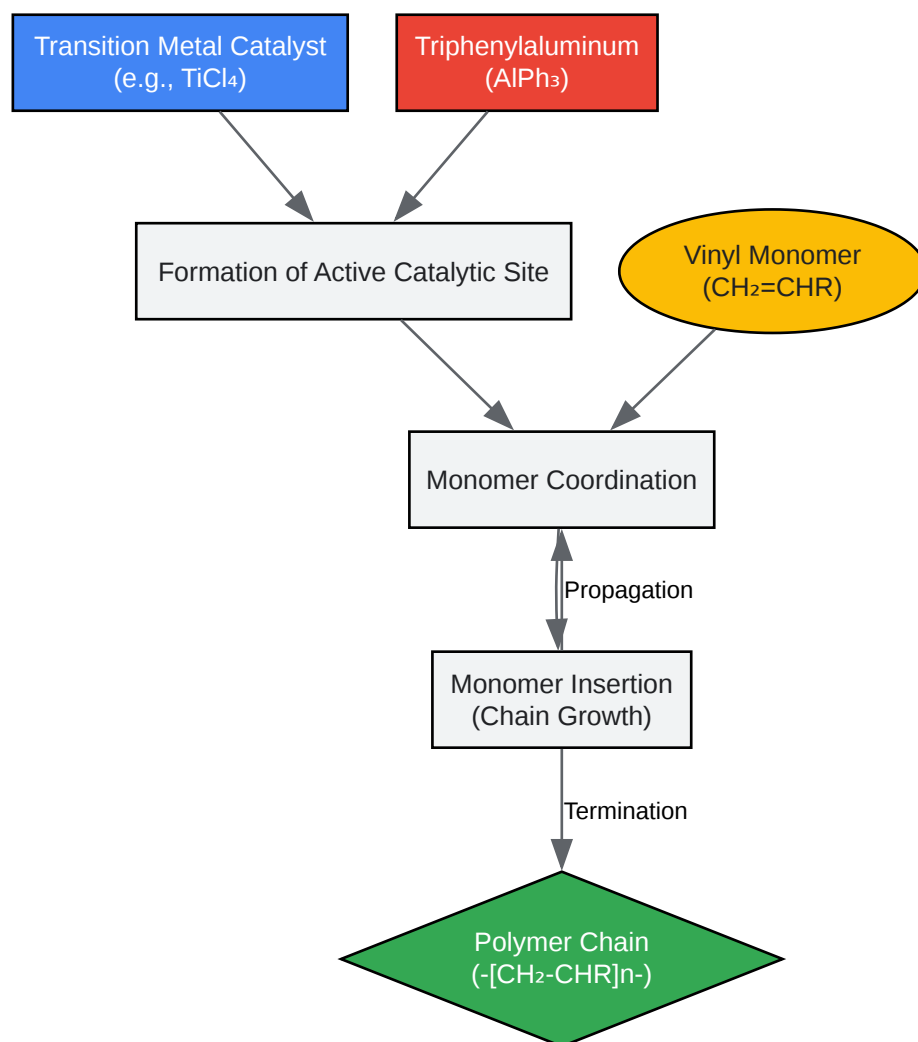 Transition Metal Catalyst
(e.g., TiCl₄)
Triphenylaluminum
(AlPh₃)
Formation of Active Catalytic Site
Vinyl Monomer
(CH₂=CHR)
Monomer Coordination
Propagation
Monomer Insertion
(Chain Growth)
Termination
Polymer Chain
(-[CH₂-CHR]n-)